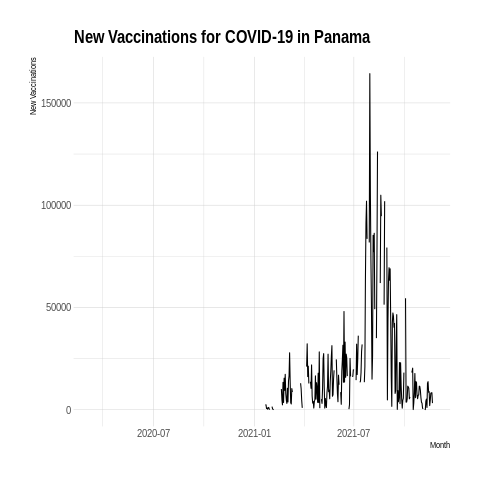 New Vaccinations for COVID-19 in Panama
New Vaccinations
150000
100000
50000
0
2020-07
2021-01
2021-07
Month